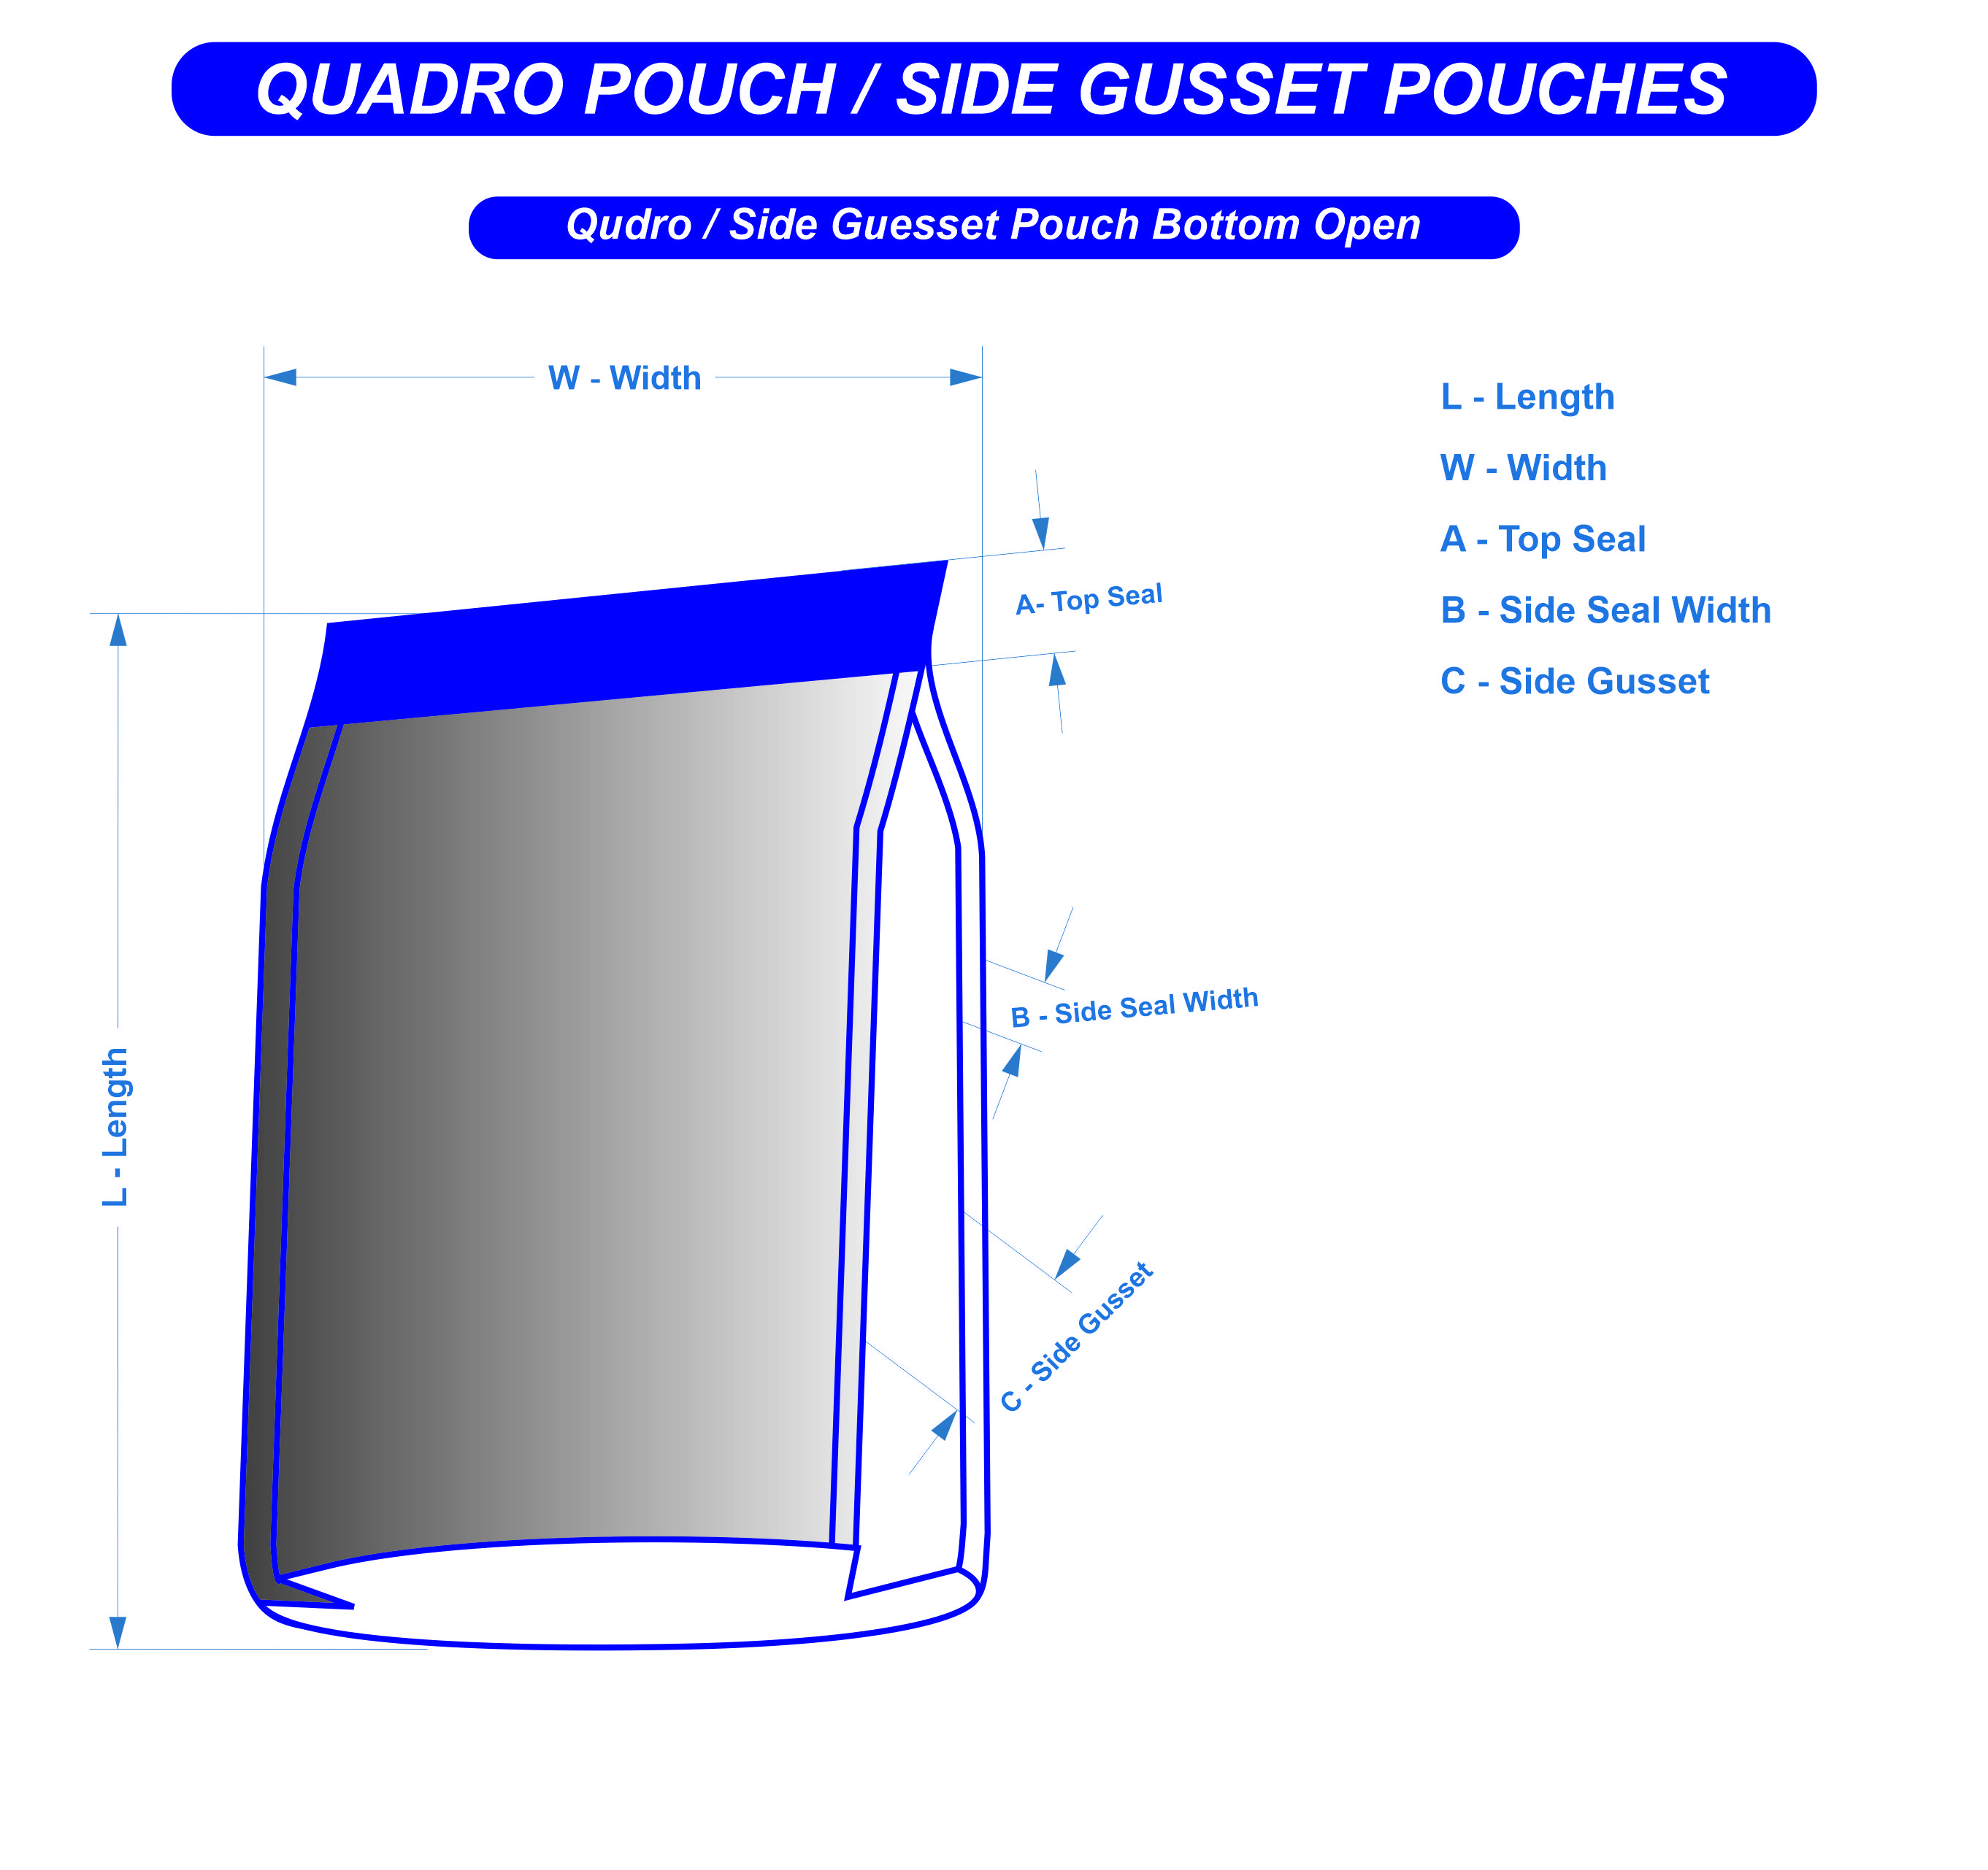 QUADRO POUCH / SIDE GUSSET POUCHES
Qudro / Side Guesset Pouch Bottom Open
W - Width
L - Length
W - Width
A - Top Seal
B - Side Seal Width
C - Side Gusset
A- Top Seal
B - Side Seal Width
L - Length
C - Side Gusset